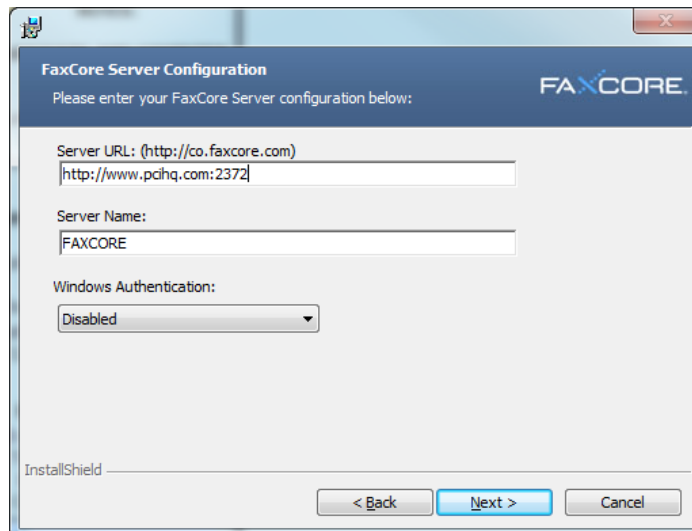 FaxCore Server Configuration
Please enter your FaxCore Server configuration below:
FAXCORE.
Server URL: (http://co.faxcore.com)
http://www.pcihq.com:2372
Server Name:
FAXCORE
Windows Authentication:
Disabled
InstallShield
< Back
Next >
Cancel